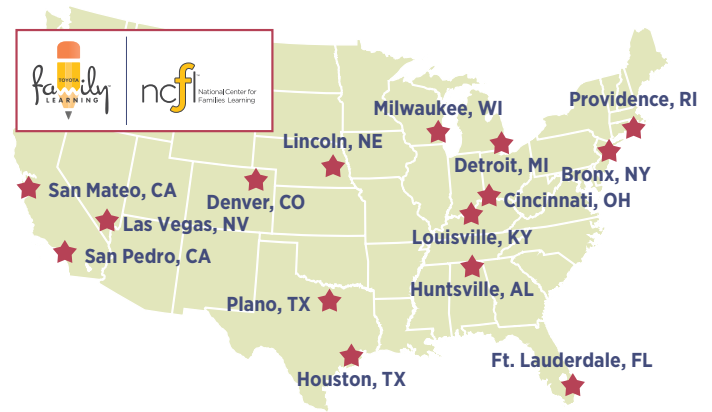 TOYOTA
family
LEARNING
ncfl
National Center for
Families Learning
Milwaukee, WI
Providence, RI
Lincoln, NE
Detroit, MI
Bronx, NY
San Mateo, CA
Denver, CO
Cincinnati, OH
Las Vegas, NV
Louisville, KY
San Pedro, CA
Huntsville, AL
Plano, TX
Ft. Lauderdale, FL
Houston, TX